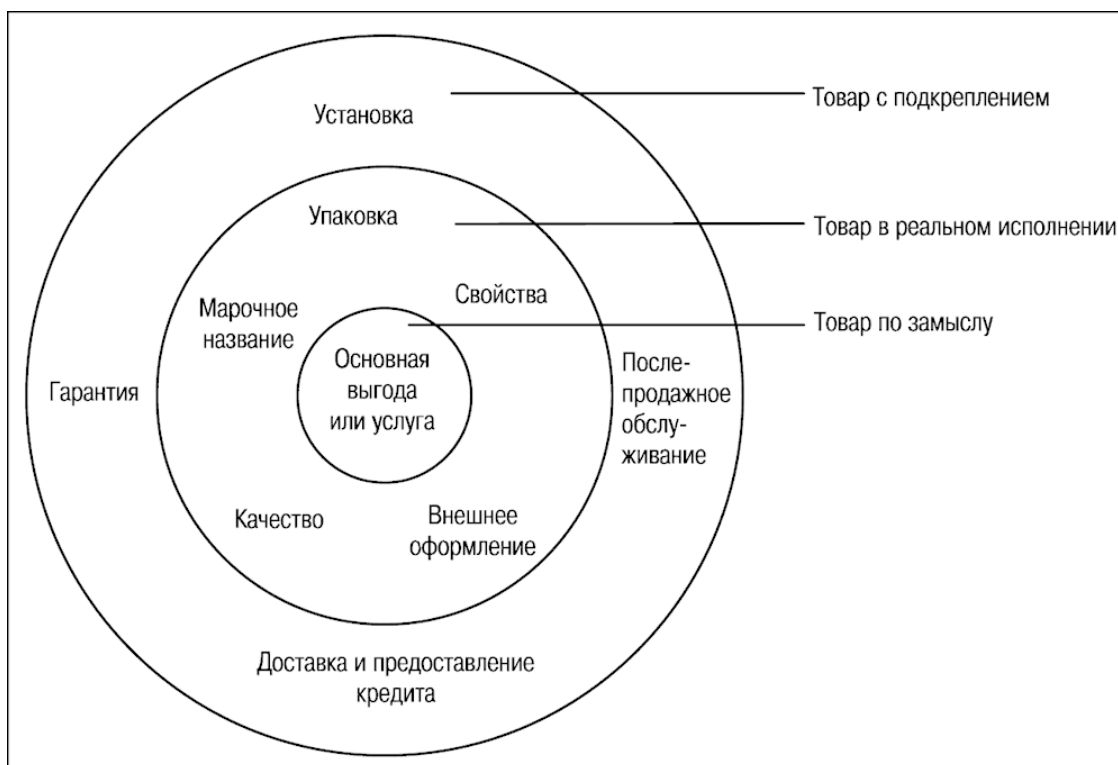 Товар с подкреплением
Установка
Упаковка
Товар в реальном исполнении
Свойства
Марочное
название
Товар по замыслу
Основная
выгода
или услуга
Гарантия
После-
продажное
обслу-
живание
Качество
Внешнее
оформление
Доставка и предоставление
кредита